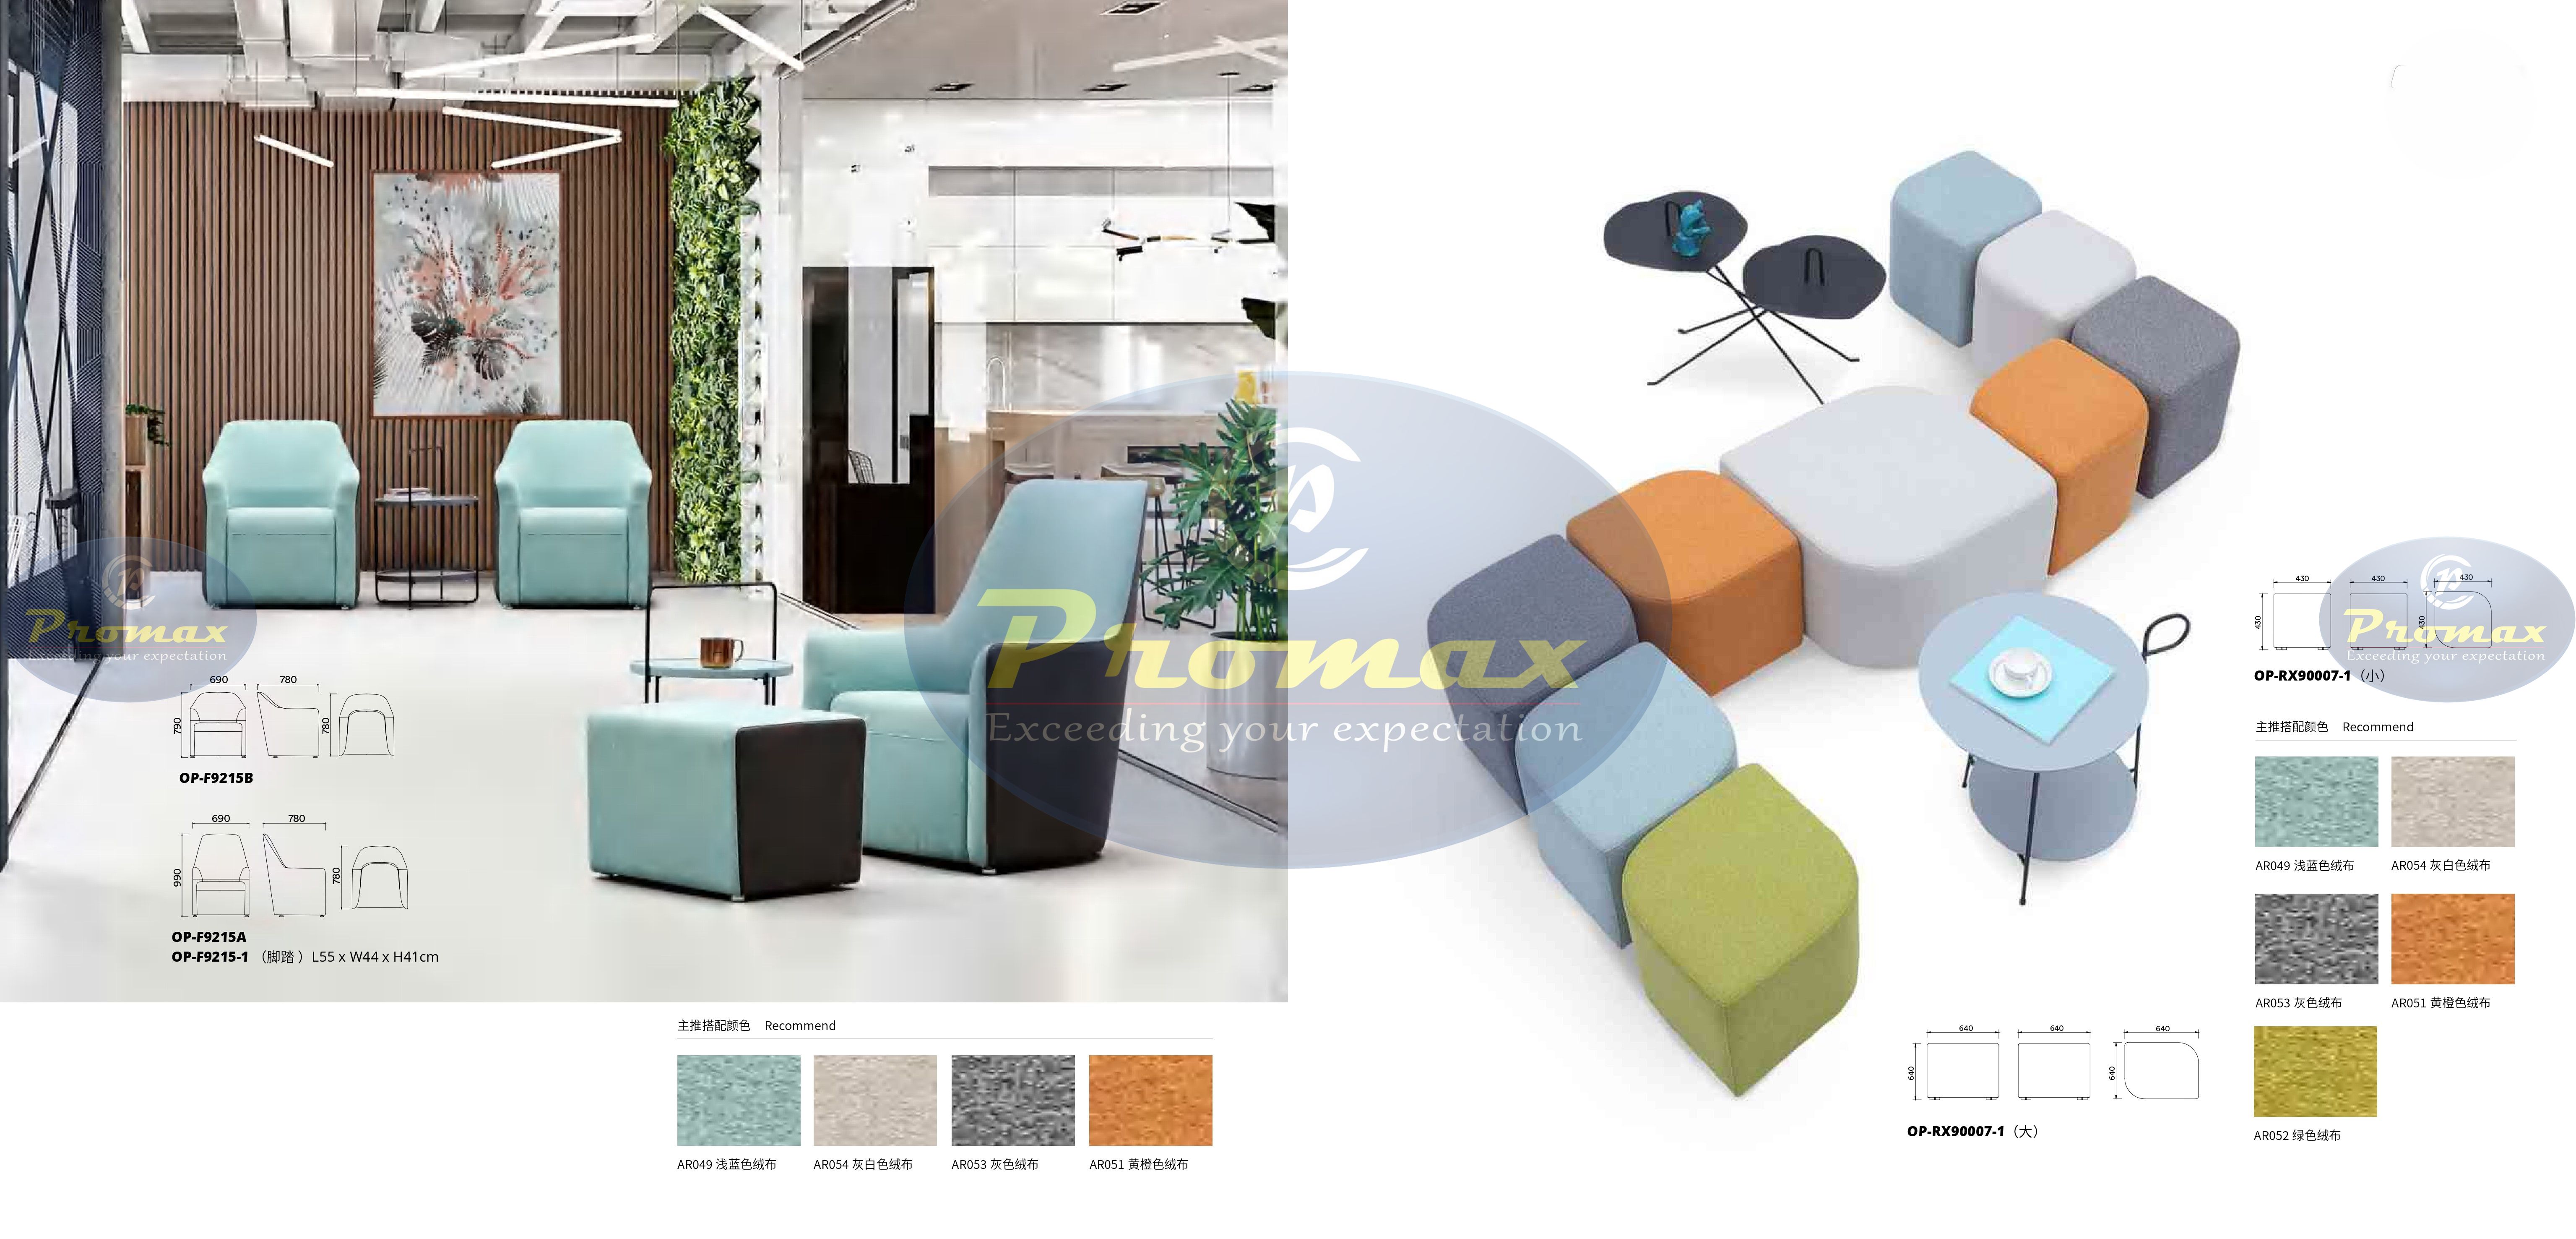 690
780
790
780
OP-F9215B
690
780
990
780
OP-F9215A
OP-F9215-1 （脚踏 ）L55 x W44 x H41cm
主推搭配颜色 Recommend
AR049 浅蓝色绒布
AR054 灰白色绒布
AR053 灰色绒布
AR051 黄橙色绒布
Promax
Exceeding your expectation
Promax
Exceeding your expectation
430
430
430
430
430
Promax
Exceeding your expectation
OP-RX90007-1（小）
主推搭配颜色 Recommend
AR049 浅蓝色绒布
AR054 灰白色绒布
AR053 灰色绒布
AR051 黄橙色绒布
AR052 绿色绒布
640
640
640
640
640
OP-RX90007-1（大）